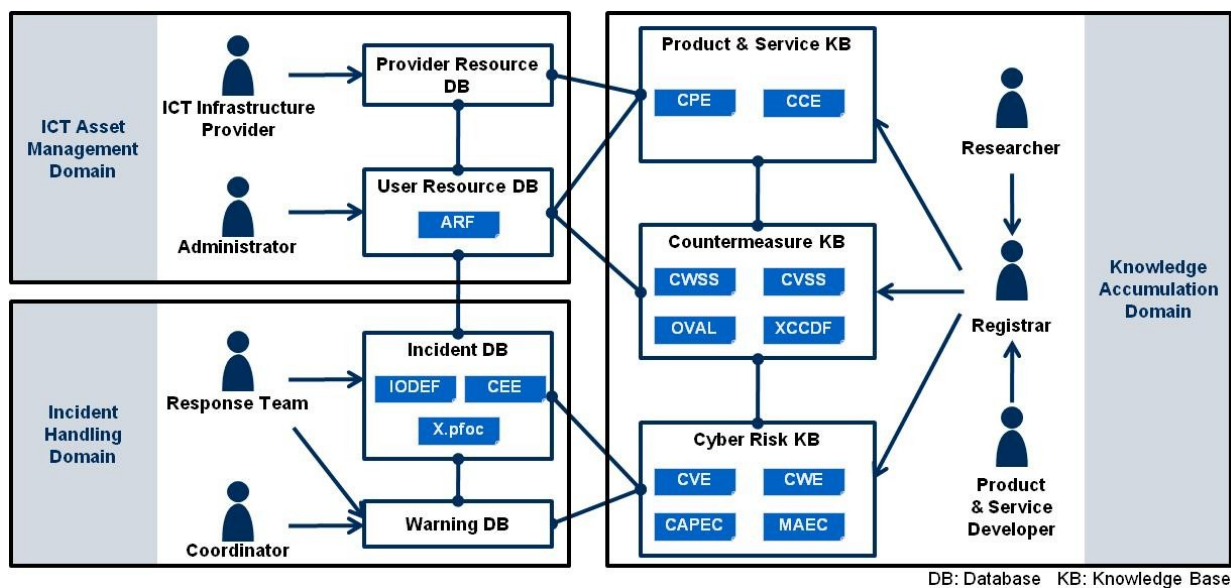 ICT Asset
Management
Domain
ICT Infrastructure
Provider
Administrator
Provider Resource
DB
User Resource DB
ARF
Incident
Handling
Domain
Response Team
Coordinator
Incident DB
IODEF
CEE
X.pfoc
Warning DB
Product & Service KB
CPE
CCE
Countermeasure KB
CWSS
CVSS
OVAL
XCCDF
Cyber Risk KB
CVE
CWE
CAPEC
MAEC
Researcher
Registrar
Product
& Service
Developer
Knowledge
Accumulation
Domain
DB: Database KB: Knowledge Base